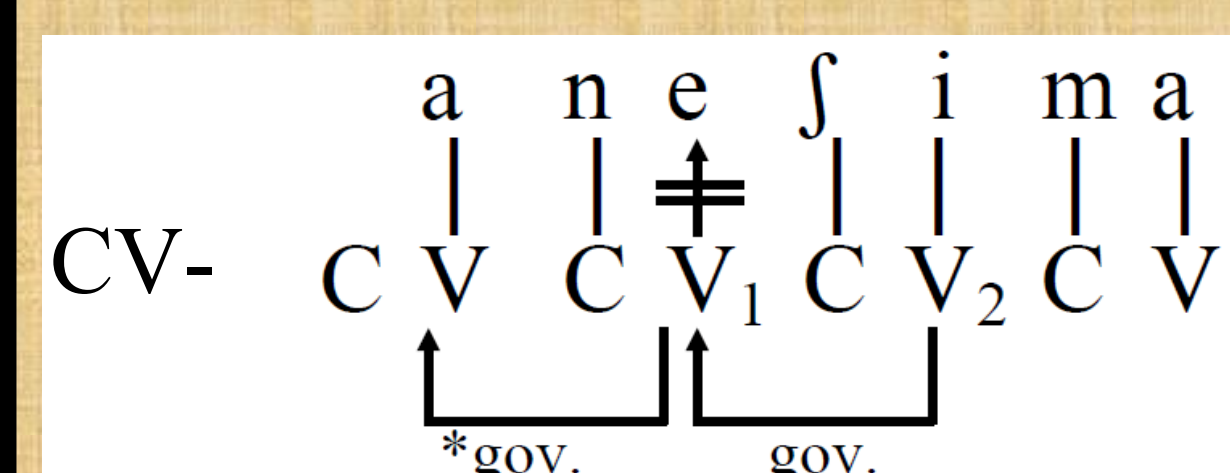 a n e ʃ i m a
CV- C V C V₁ C V₂ C V
*gov. gov.